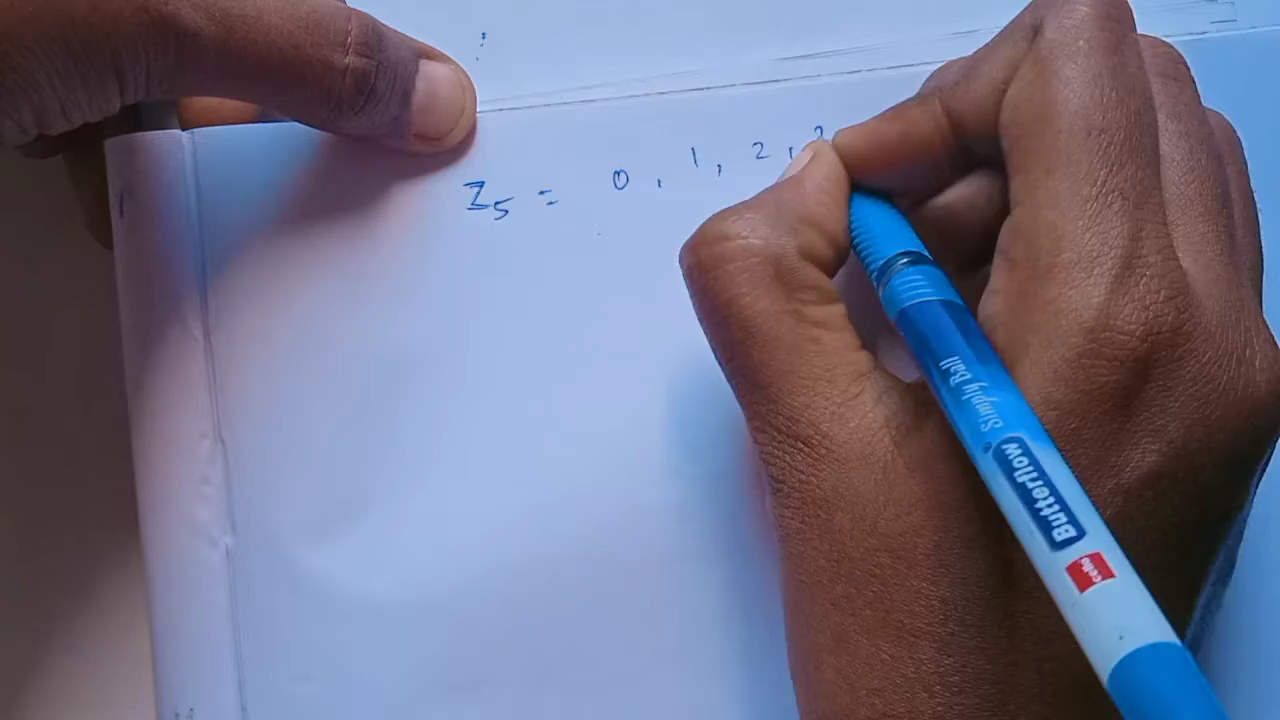 Z5 = 0, 1, 2,
Simply Ball
Butterflow
cello